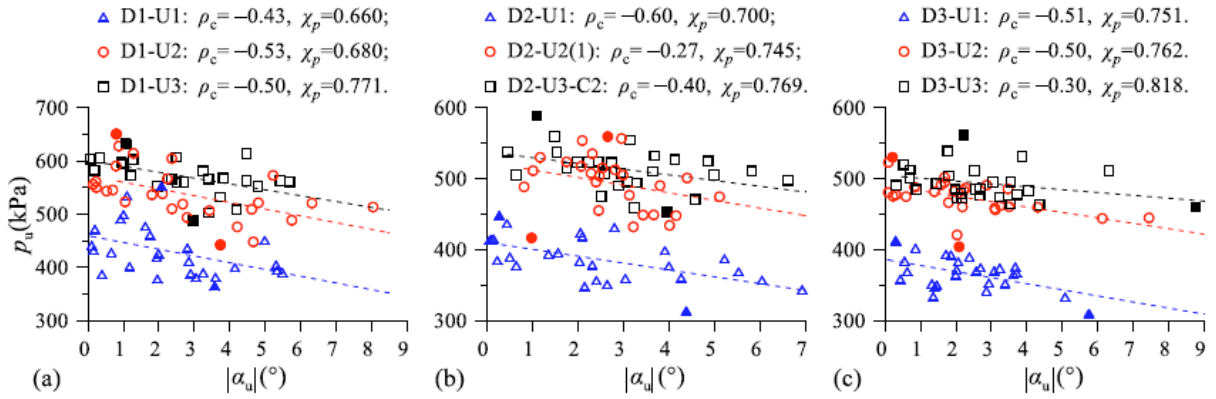 D1-U1: ρc=−0.43, χp=0.660;
D1-U2: ρc=−0.53, χp=0.680;
D1-U3: ρc=−0.50, χp=0.771.
pu(kPa)
700
600
500
400
300
0 1 2 3 4 5 6 7 8 9
(a) |αu|(°)
D2-U1: ρc=−0.60, χp=0.700;
D2-U2(1): ρc=−0.27, χp=0.745;
D2-U3-C2: ρc=−0.40, χp=0.769.
600
500
400
300
0 1 2 3 4 5 6 7
(b) |αu|(°)
D3-U1: ρc=−0.51, χp=0.751.
D3-U2: ρc=−0.50, χp=0.762.
D3-U3: ρc=−0.30, χp=0.818.
600
500
400
300
0 1 2 3 4 5 6 7 8 9
(c) |αu|(°)